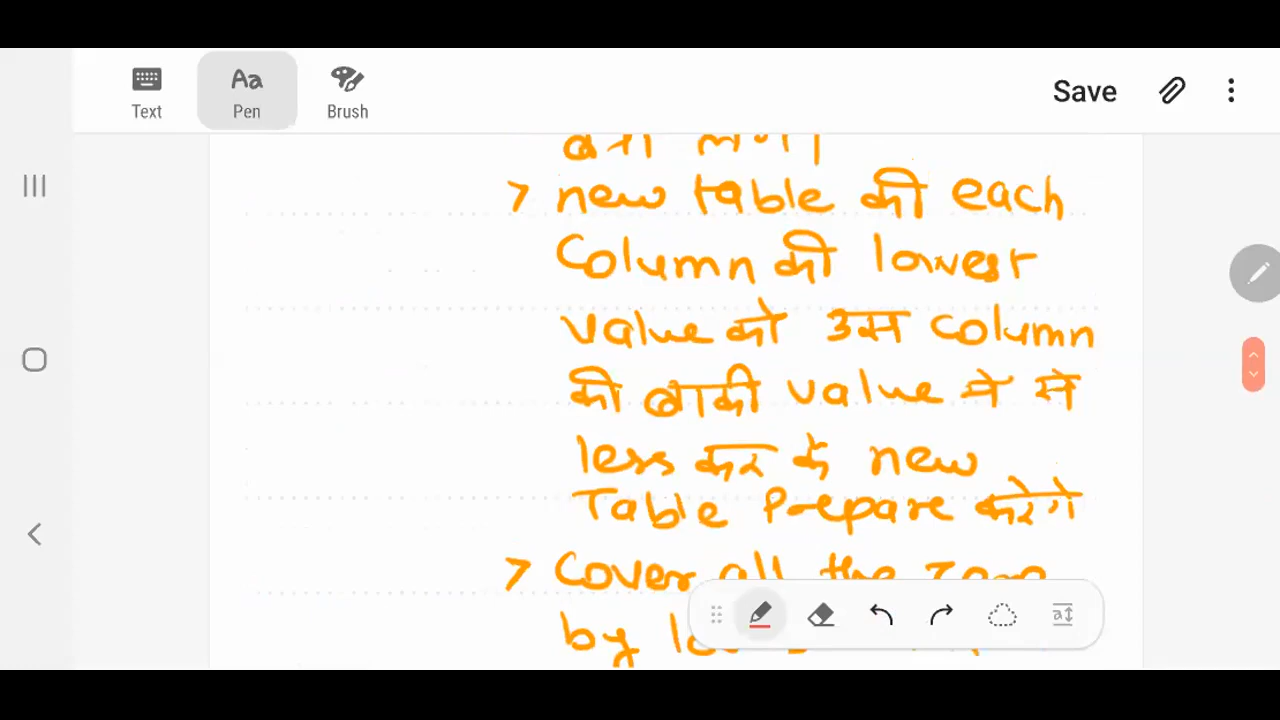 Text
Pen
Brush
Save
> new table की each
Column की lowest
value को उस column
की बाकी value मे से
less कर के new
Table Prepare करेगे
> Cover all the zero
by